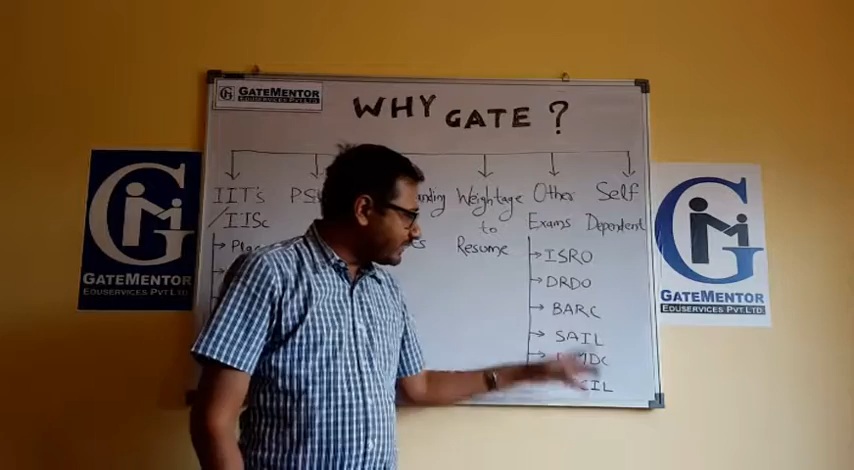 GATEMENTOR
EDUSERVICES PVT.LTD.
WHY GATE ?
IIT's
/IISc
Weightage
to
Resume
Other
Exams
ISRO
DRDO
BARC
SAIL
Self
Dependent
GATEMENTOR
EDUSERVICES PVT.LTD.
GATEMENTOR
EDUSERVICES PVT.LTD.